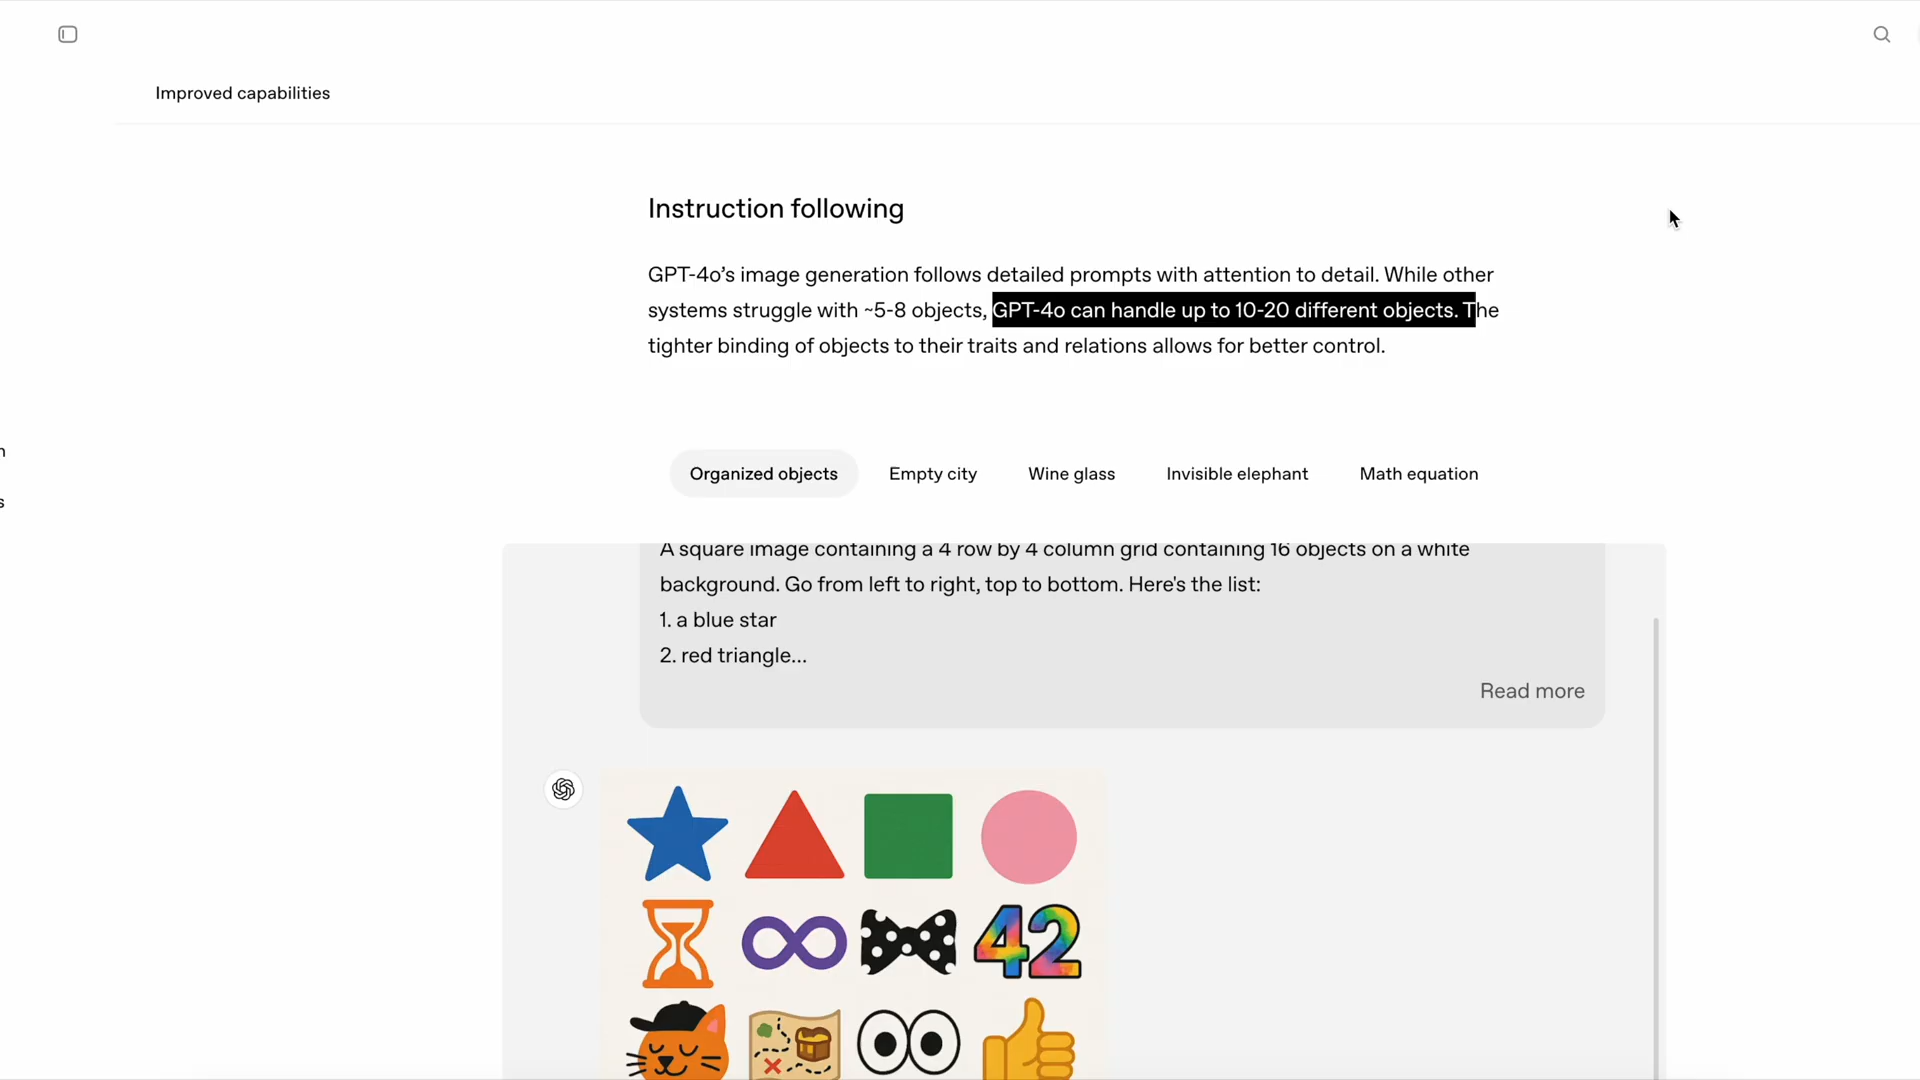 Improved capabilities
Instruction following
GPT-4o’s image generation follows detailed prompts with attention to detail. While other
systems struggle with ~5-8 objects, GPT-4o can handle up to 10-20 different objects. The
tighter binding of objects to their traits and relations allows for better control.
n
s
Organized objects
Empty city
Wine glass
Invisible elephant
Math equation
A square image containing a 4 row by 4 column grid containing 16 objects on a white
background. Go from left to right, top to bottom. Here's the list:
1. a blue star
2. red triangle...
Read more
42